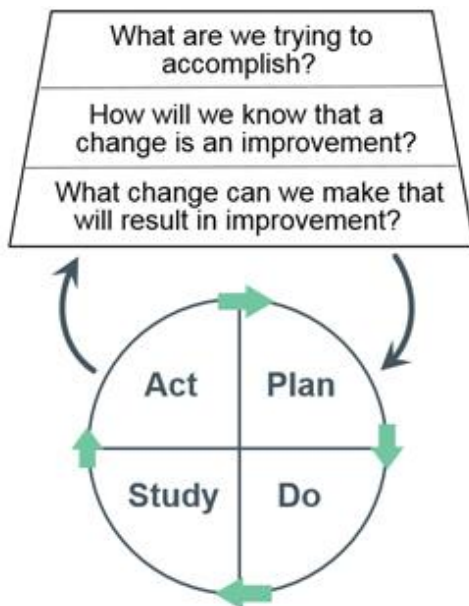 What are we trying to
accomplish?
How will we know that a
change is an improvement?
What change can we make that
will result in improvement?
Act
Plan
Study
Do